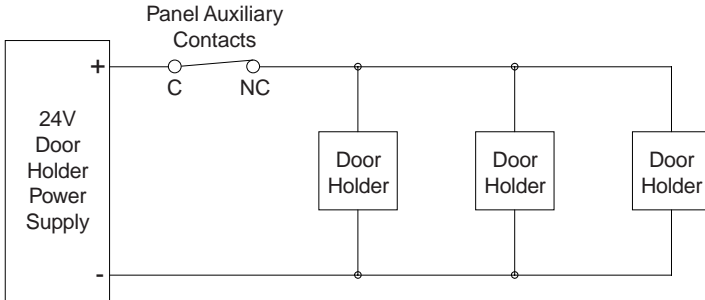 Panel Auxiliary
Contacts
+
C
NC
24V
Door
Holder
Power
Supply
Door
Holder
Door
Holder
Door
Holder
-